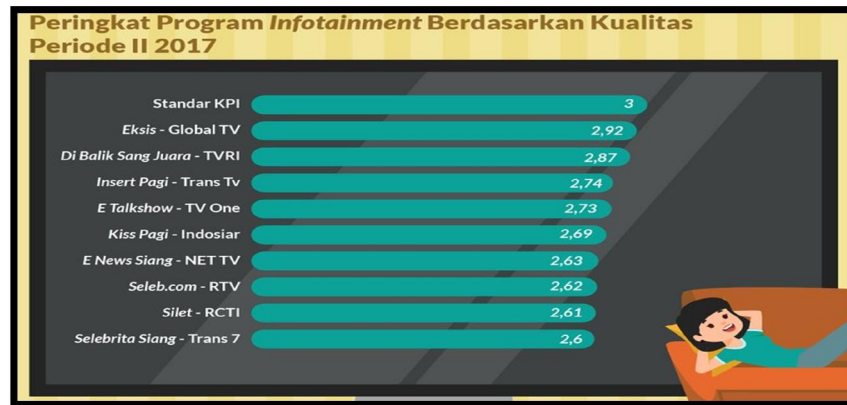 Peringkat Program Infotainment Berdasarkan Kualitas
Periode II 2017
Standar KPI 3
Eksis - Global TV 2,92
Di Balik Sang Juara - TVRI 2,87
Insert Pagi - Trans Tv 2,74
E Talkshow - TV One 2,73
Kiss Pagi - Indosiar 2,69
E News Siang - NET TV 2,63
Seleb.com - RTV 2,62
Silet - RCTI 2,61
Selebrita Siang - Trans 7 2,6